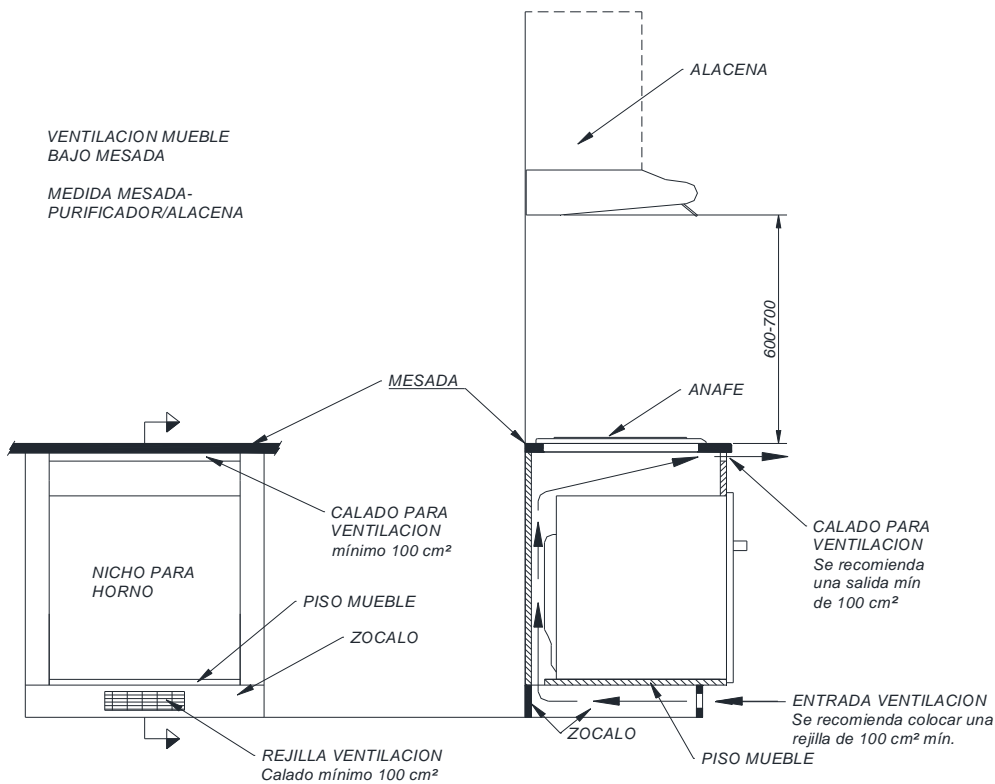 ALACENA
VENTILACION MUEBLE
BAJO MESADA
MEDIDA MESADA-
PURIFICADOR/ALACENA
600-700
MESADA
ANAFE
CALADO PARA
VENTILACION
mínimo 100 cm²
CALADO PARA
VENTILACION
Se recomienda
una salida mín
de 100 cm²
NICHO PARA
HORNO
PISO MUEBLE
ZOCALO
ENTRADA VENTILACION
Se recomienda colocar una
rejilla de 100 cm² mín.
ZOCALO
PISO MUEBLE
REJILLA VENTILACION
Calado mínimo 100 cm²